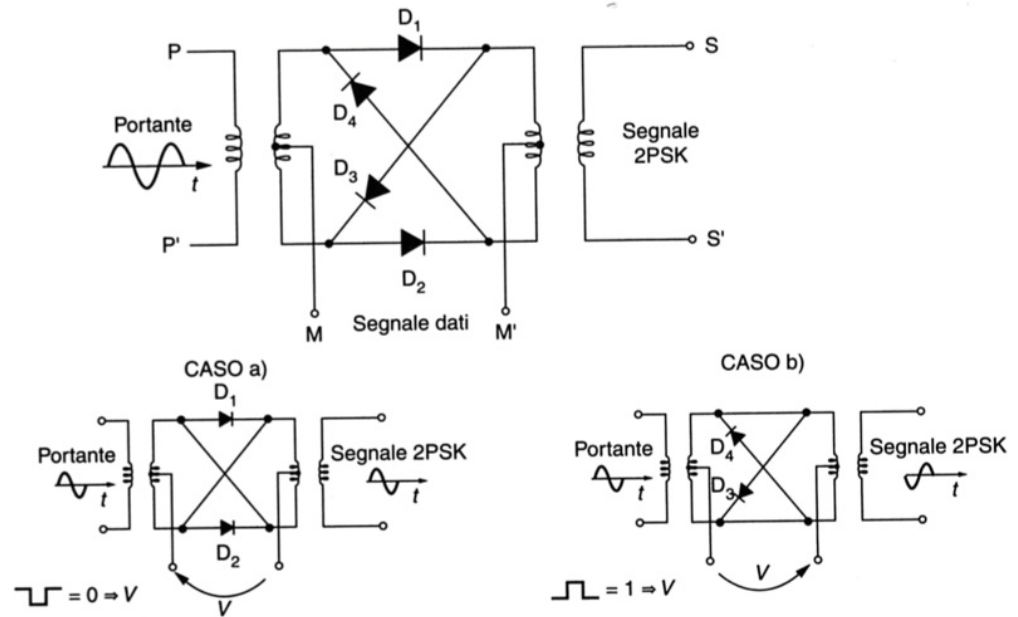 D1
P
S
D4
Portante
Segnale
2PSK
t
D3
P'
S'
D2
M
Segnale dati
M'
CASO a)
D1
Portante
t
Segnale 2PSK
t
D2
V
= 0 ⇒ V
CASO b)
Portante
t
D4
D3
Segnale 2PSK
t
V
= 1 ⇒ V